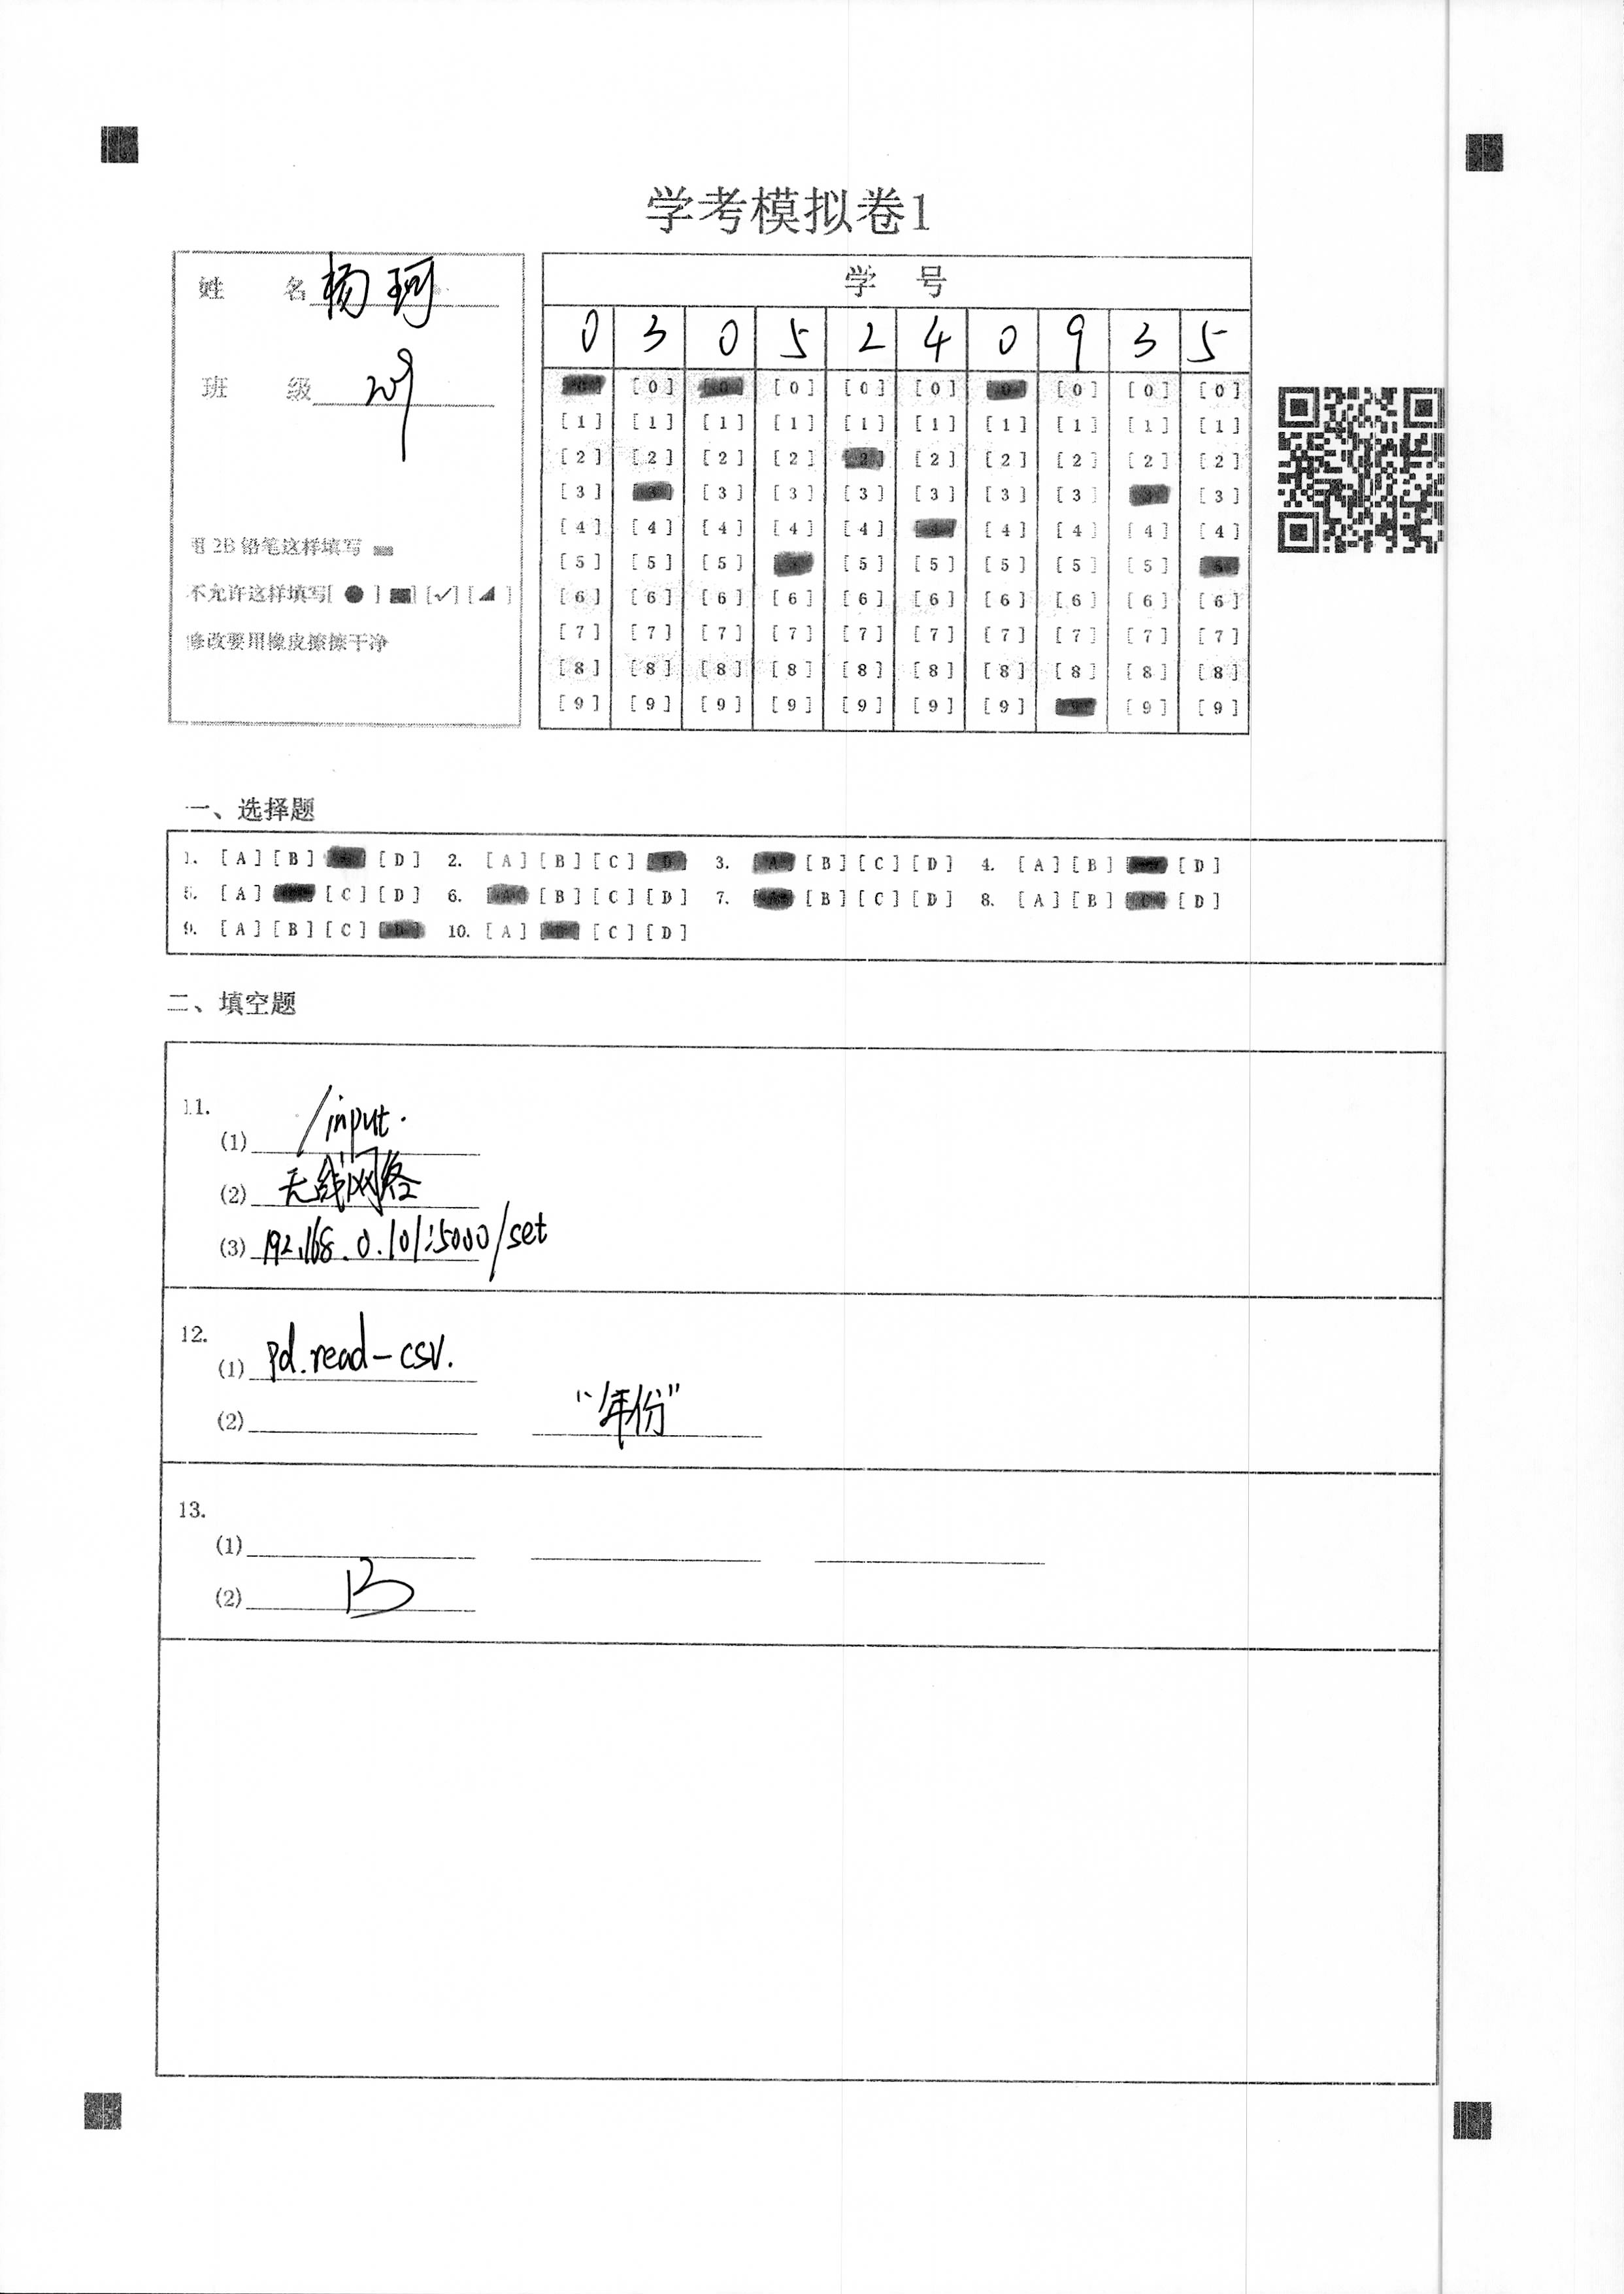 学考模拟卷1
姓 名 杨珂
班 级
用2B铅笔这样填写
不允许这样填写[ ● ] [✓] [ ]
修改要用橡皮擦擦干净
学 号
0 3 0 5 2 4 0 9 3 5
[0] [0] [0] [0] [0] [0] [0]
[1] [1] [1] [1] [1] [1] [1] [1] [1] [1]
[2] [2] [2] [2] [2] [2] [2] [2] [2] [2]
[3] [3] [3] [3] [3] [3] [3] [3] [3] [3]
[4] [4] [4] [4] [4] [4] [4] [4] [4] [4]
[5] [5] [5] [5] [5] [5] [5] [5] [5]
[6] [6] [6] [6] [6] [6] [6] [6] [6] [6]
[7] [7] [7] [7] [7] [7] [7] [7] [7] [7]
[8] [8] [8] [8] [8] [8] [8] [8] [8] [8]
[9] [9] [9] [9] [9] [9] [9] [9] [9] [9]
一、选择题
1. [A] [B] [D] 2. [A] [B] [C] 3. [B] [C] [D] 4. [A] [B] [D]
5. [A] [C] [D] 6. [B] [C] [D] 7. [B] [C] [D] 8. [A] [B] [D]
9. [A] [B] [C] 10. [A] [C] [D]
二、填空题
11.
(1) /input.
(2) 无线网络
(3) 192.168.0.101:5000/set
12.
(1) pd.read-csv.
(2) "年份"
13.
(1)
(2) B